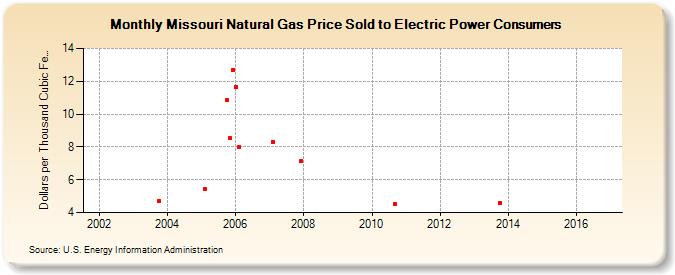 Monthly Missouri Natural Gas Price Sold to Electric Power Consumers
Dollars per Thousand Cubic Fe...
14
12
10
8
6
4
2002 2004 2006 2008 2010 2012 2014 2016
Source: U.S. Energy Information Administration